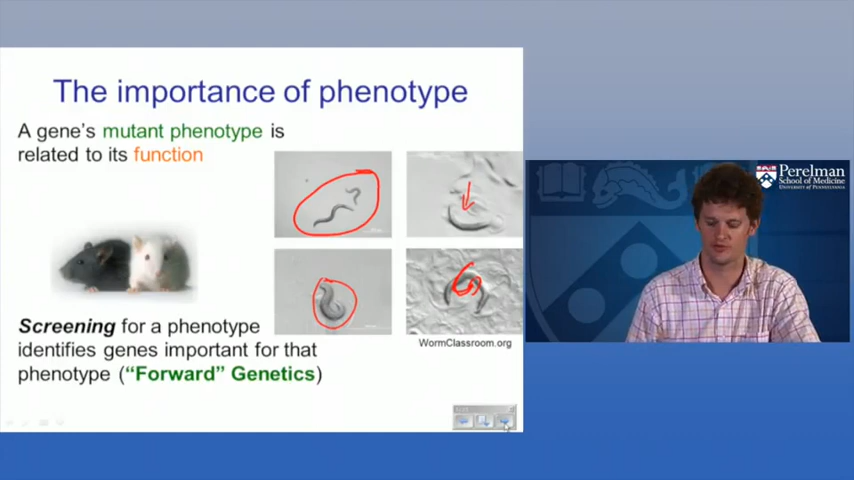 The importance of phenotype
A gene's mutant phenotype is
related to its function
Screening for a phenotype
identifies genes important for that
phenotype ("Forward" Genetics)
WormClassroom.org
Perelman
School of Medicine
University of Pennsylvania